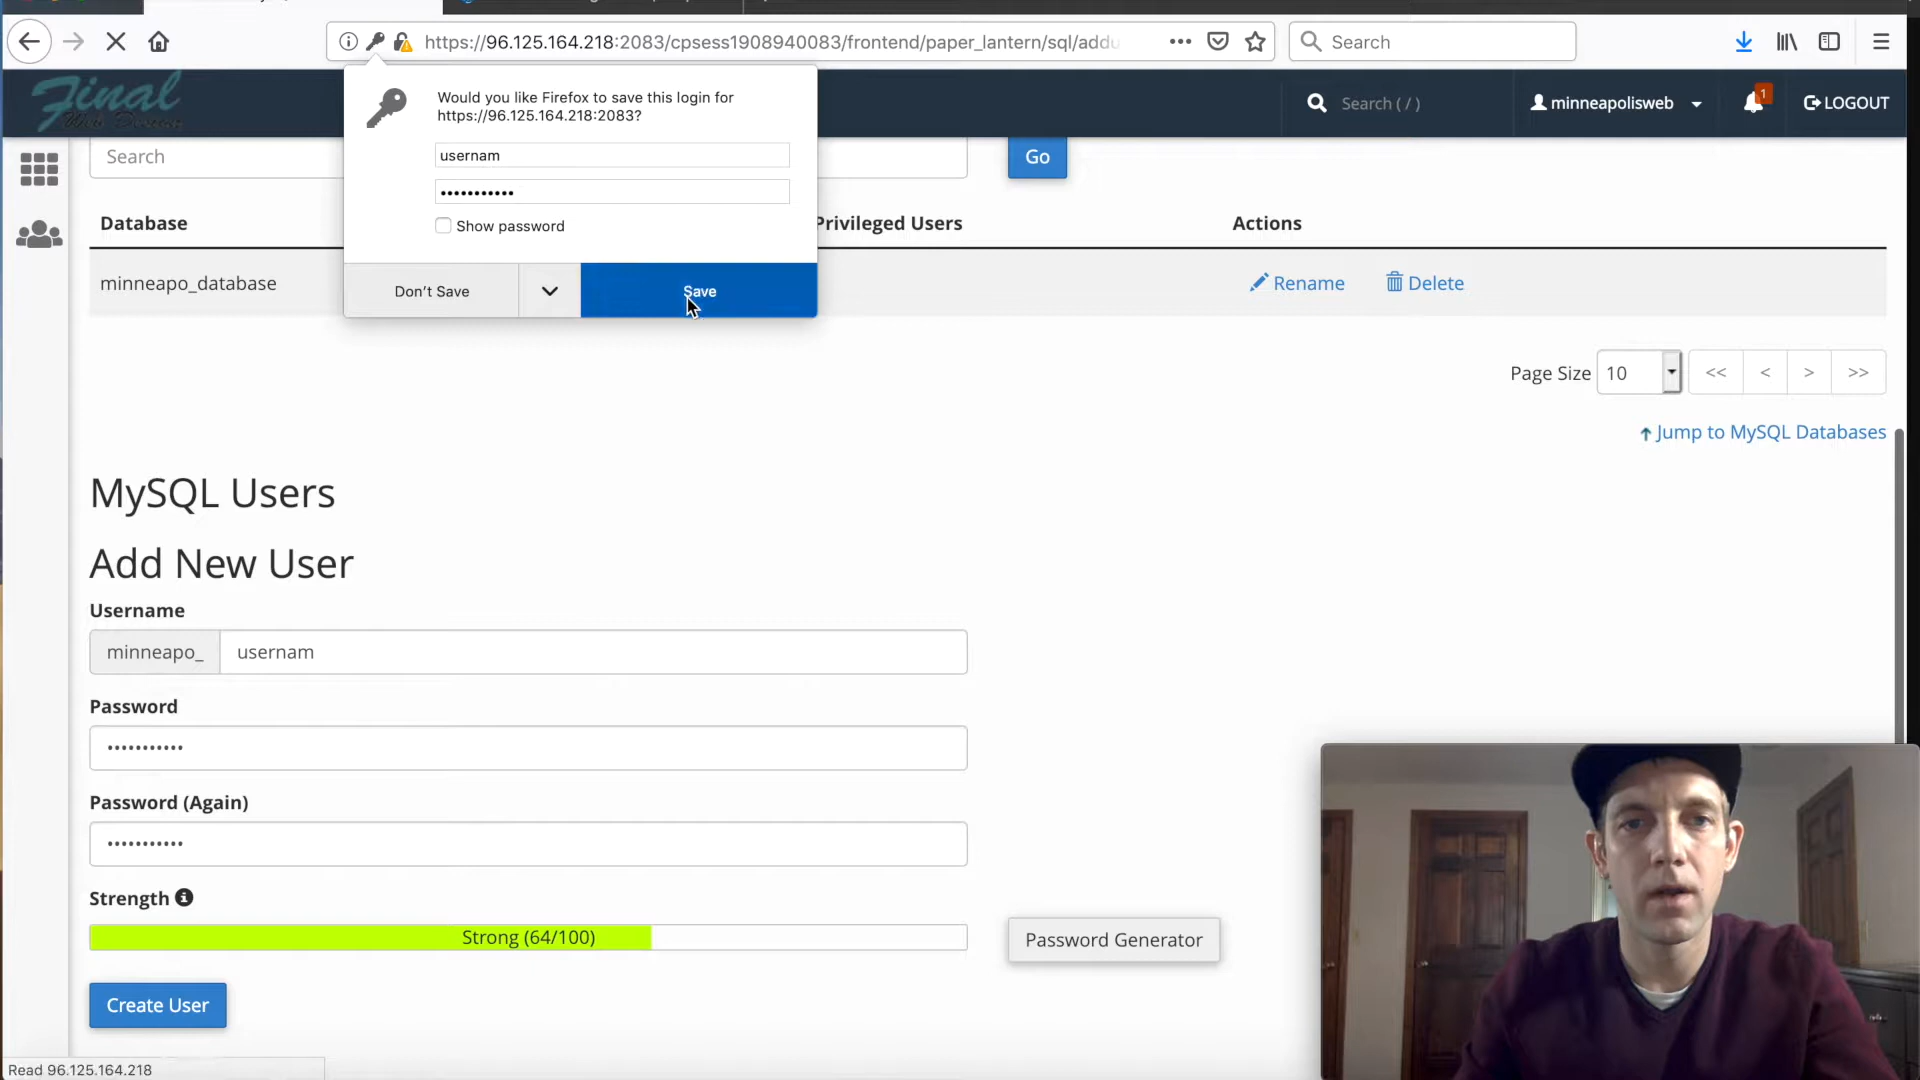 https://96.125.164.218:2083/cpsess1908940083/frontend/paper_lantern/sql/addu
Search
Final
Search ( / )
minneapolisweb
1
LOGOUT
Would you like Firefox to save this login for
https://96.125.164.218:2083?
usernam
•••••••••••
Show password
Don't Save
Save
Search
Go
Database
Privileged Users
Actions
minneapo_database
Rename
Delete
Page Size
10
<<
<
>
>>
Jump to MySQL Databases
MySQL Users
Add New User
Username
minneapo_
usernam
Password
•••••••••••
Password (Again)
•••••••••••
Strength
Strong (64/100)
Password Generator
Create User
Read 96.125.164.218